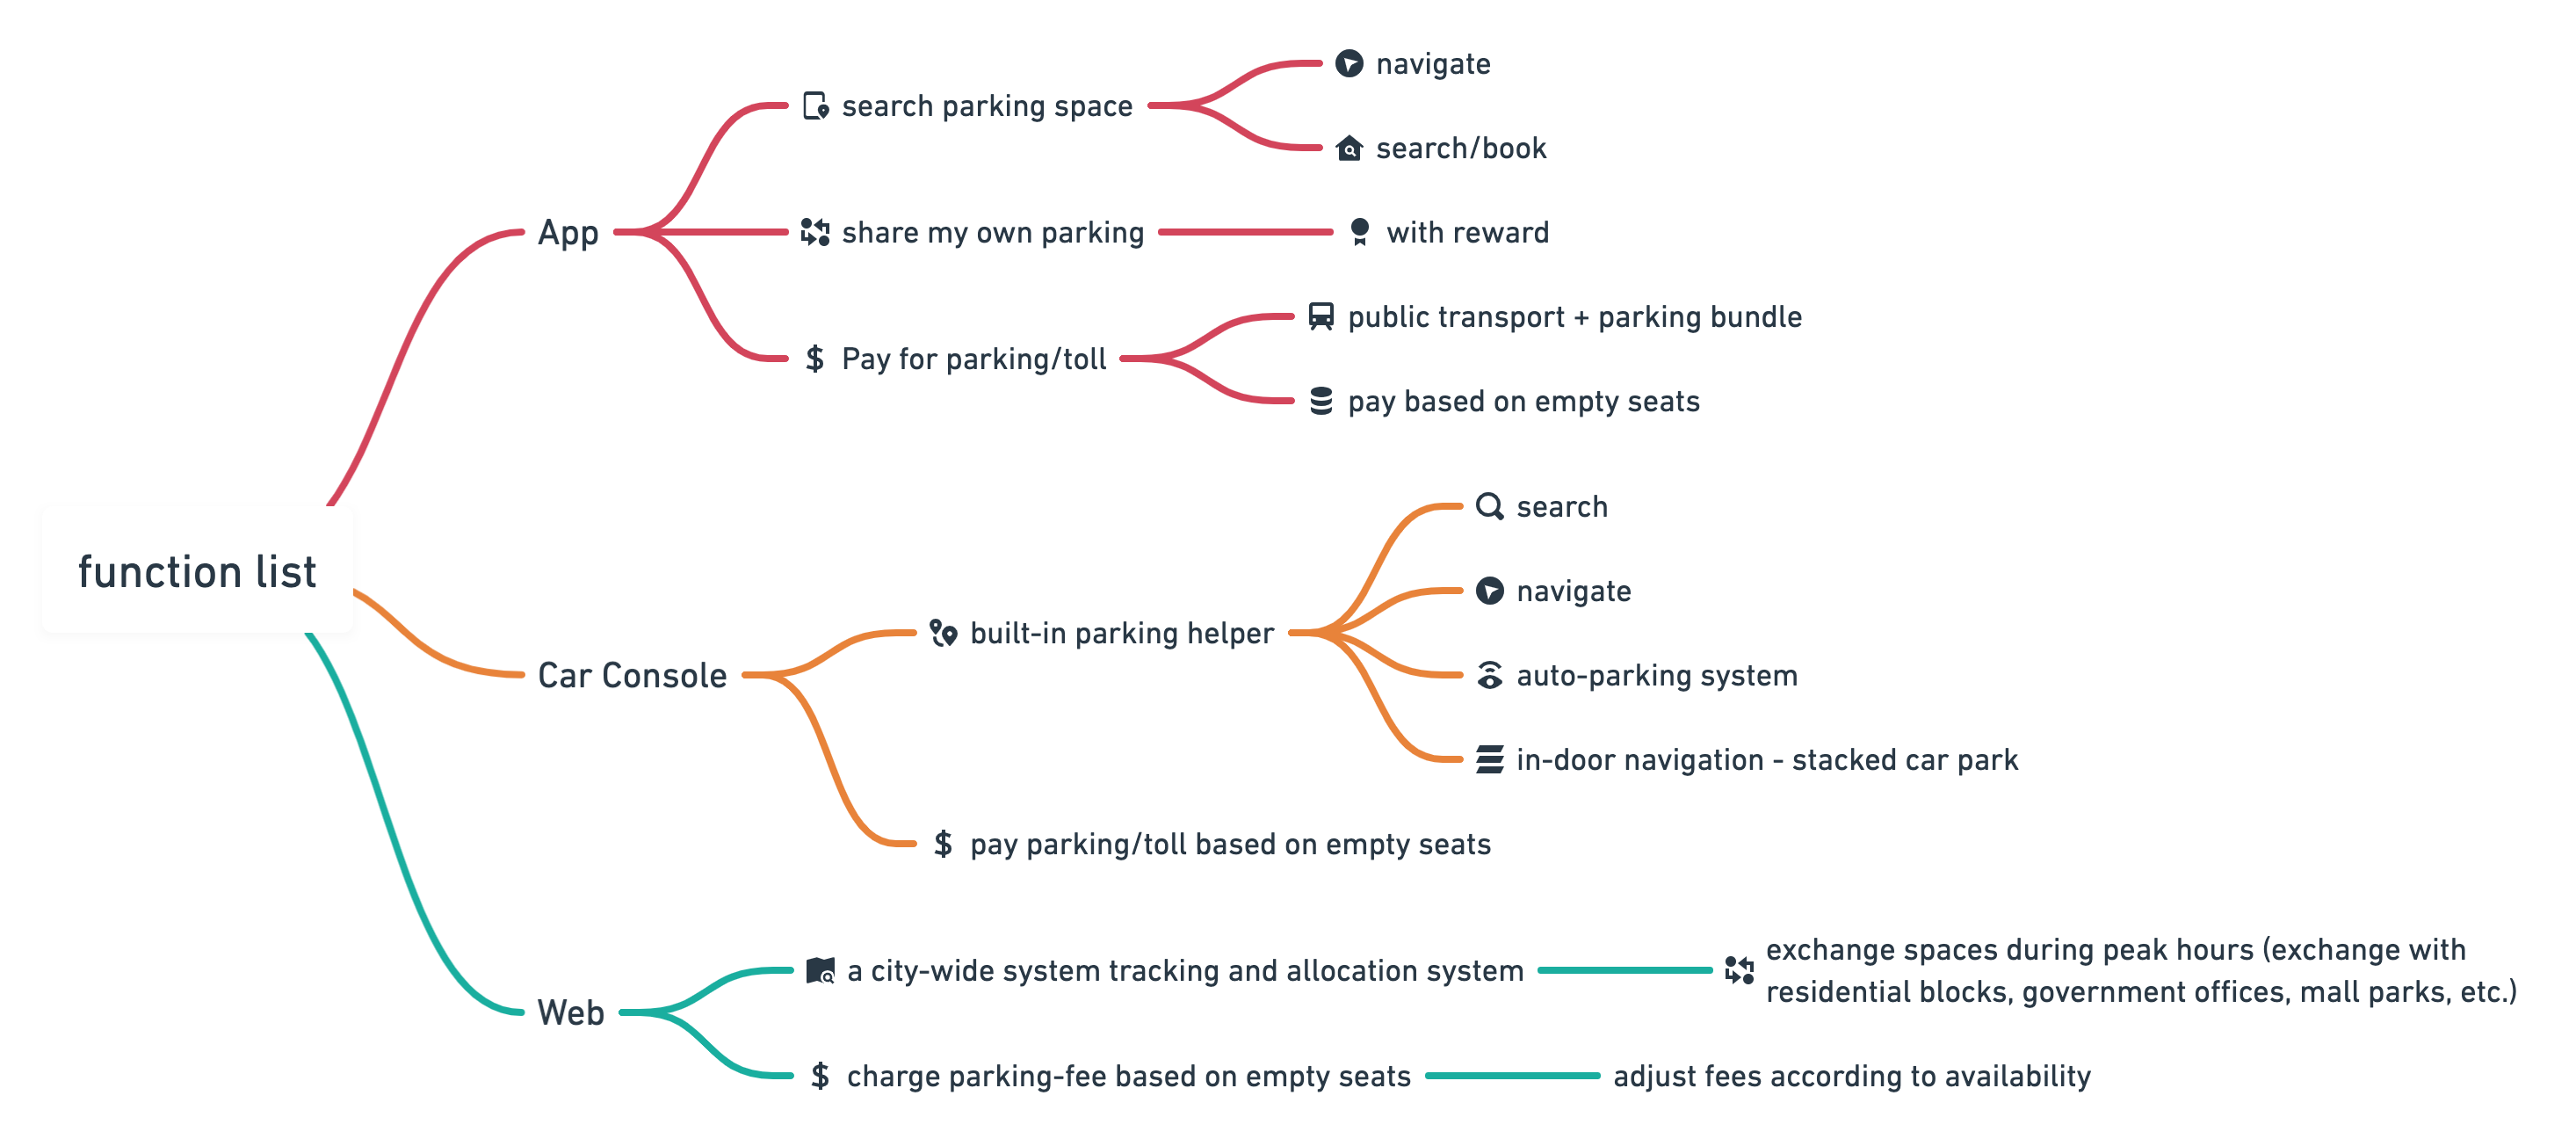 function list
App
search parking space
navigate
search/book
share my own parking
with reward
$ Pay for parking/toll
public transport + parking bundle
pay based on empty seats
Car Console
built-in parking helper
search
navigate
auto-parking system
in-door navigation - stacked car park
$ pay parking/toll based on empty seats
Web
a city-wide system tracking and allocation system
exchange spaces during peak hours (exchange with
residential blocks, government offices, mall parks, etc.)
$ charge parking-fee based on empty seats
adjust fees according to availability